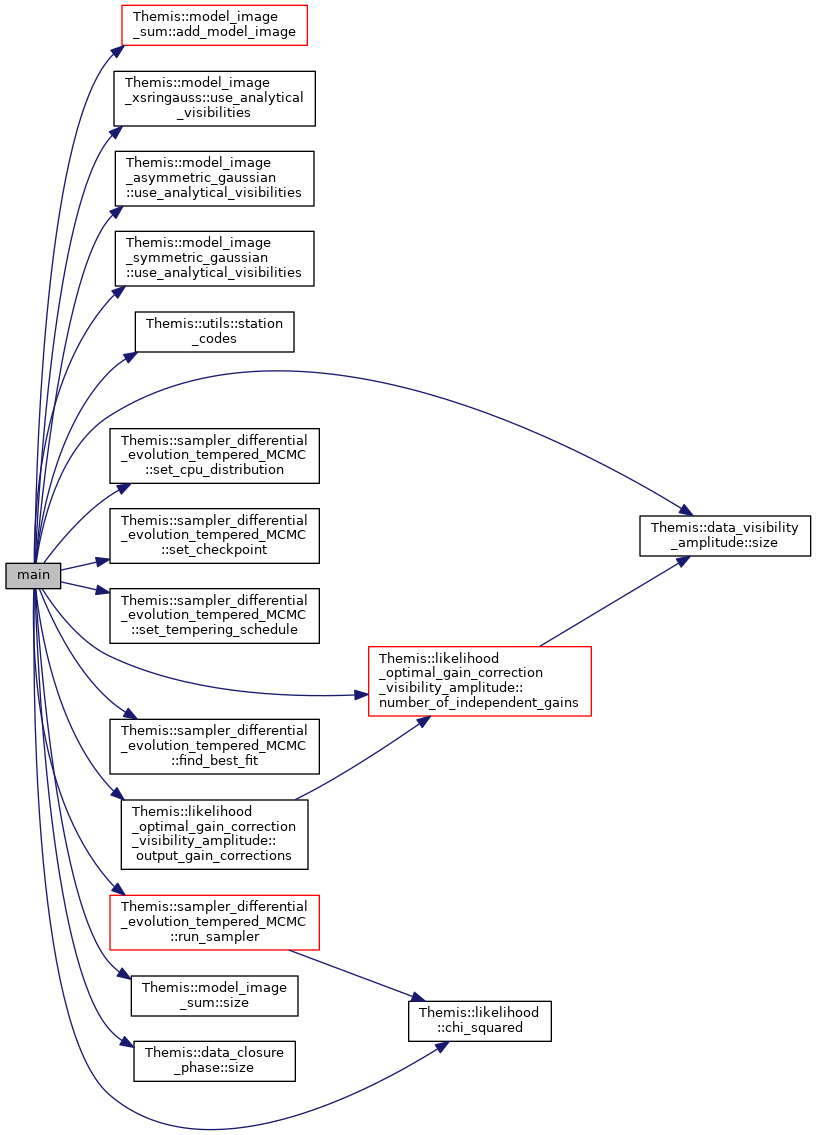 Themis::model_image
_sum::add_model_image
Themis::model_image
_xsringauss::use_analytical
_visibilities
Themis::model_image
_asymmetric_gaussian
::use_analytical_visibilities
Themis::model_image
_symmetric_gaussian
::use_analytical_visibilities
Themis::utils::station
_codes
Themis::sampler_differential
_evolution_tempered_MCMC
::set_cpu_distribution
Themis::data_visibility
_amplitude::size
Themis::sampler_differential
_evolution_tempered_MCMC
::set_checkpoint
main
Themis::sampler_differential
_evolution_tempered_MCMC
::set_tempering_schedule
Themis::likelihood
_optimal_gain_correction
_visibility_amplitude::
number_of_independent_gains
Themis::sampler_differential
_evolution_tempered_MCMC
::find_best_fit
Themis::likelihood
_optimal_gain_correction
_visibility_amplitude::
output_gain_corrections
Themis::sampler_differential
_evolution_tempered_MCMC
::run_sampler
Themis::model_image
_sum::size
Themis::likelihood
::chi_squared
Themis::data_closure
_phase::size